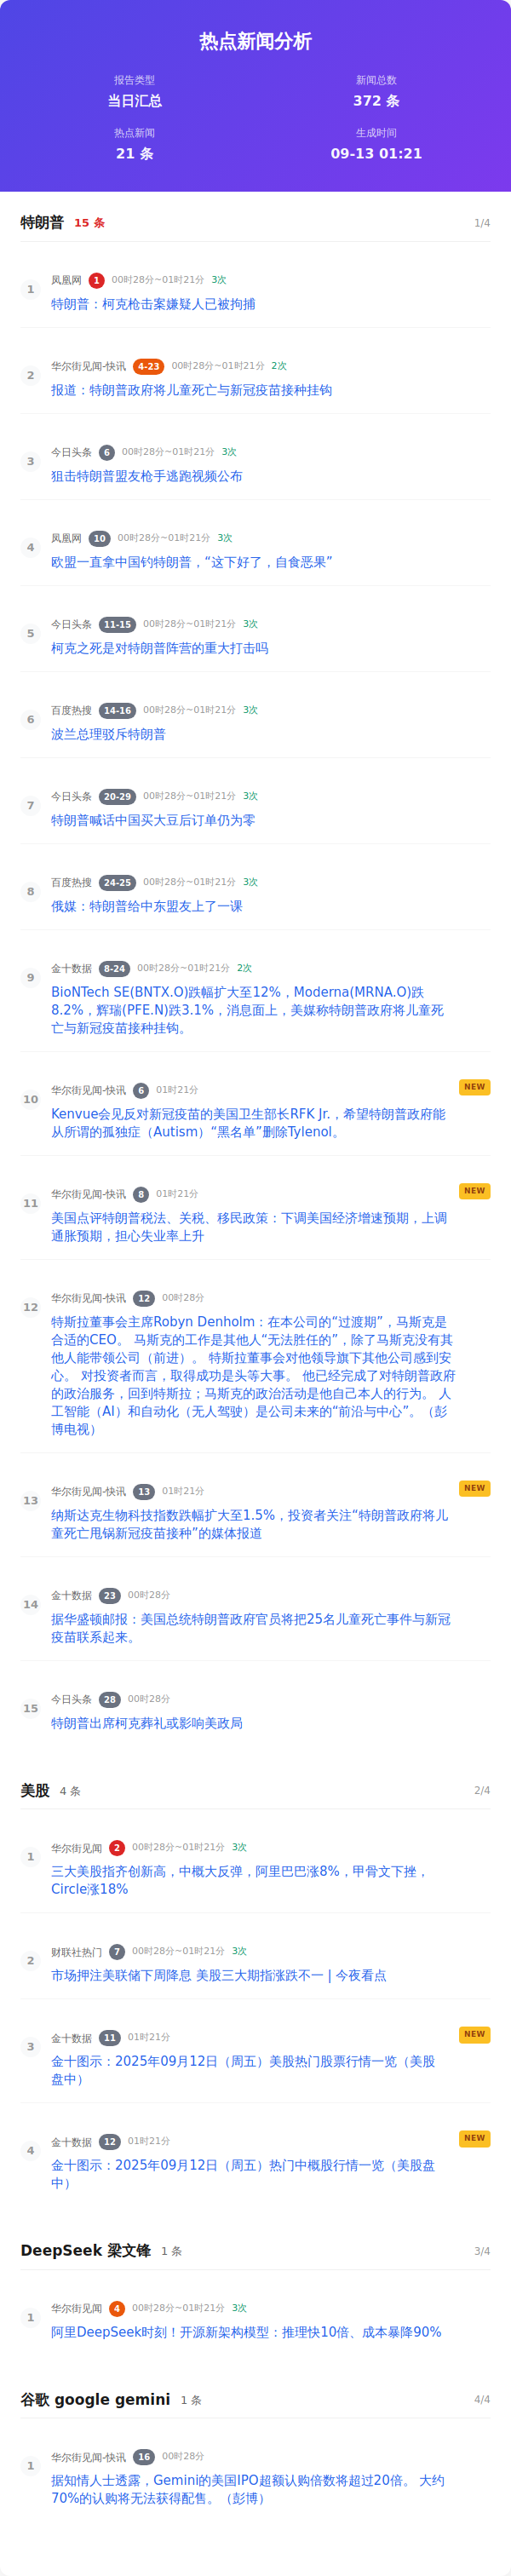 热点新闻分析
报告类型
新闻总数
当日汇总
372 条
热点新闻
生成时间
21 条
09-13 01:21
特朗普 15 条 1/4
1
凤凰网 1 00时28分~01时21分 3次
特朗普：柯克枪击案嫌疑人已被拘捕
2
华尔街见闻-快讯 4-23 00时28分~01时21分 2次
报道：特朗普政府将儿童死亡与新冠疫苗接种挂钩
3
今日头条 6 00时28分~01时21分 3次
狙击特朗普盟友枪手逃跑视频公布
4
凤凰网 10 00时28分~01时21分 3次
欧盟一直拿中国钓特朗普，“这下好了，自食恶果”
5
今日头条 11-15 00时28分~01时21分 3次
柯克之死是对特朗普阵营的重大打击吗
6
百度热搜 14-16 00时28分~01时21分 3次
波兰总理驳斥特朗普
7
今日头条 20-29 00时28分~01时21分 3次
特朗普喊话中国买大豆后订单仍为零
8
百度热搜 24-25 00时28分~01时21分 3次
俄媒：特朗普给中东盟友上了一课
9
金十数据 8-24 00时28分~01时21分 2次
BioNTech SE(BNTX.O)跌幅扩大至12%，Moderna(MRNA.O)跌
8.2%，辉瑞(PFE.N)跌3.1%，消息面上，美媒称特朗普政府将儿童死
亡与新冠疫苗接种挂钩。
10
华尔街见闻-快讯 6 01时21分 NEW
Kenvue会见反对新冠疫苗的美国卫生部长RFK Jr.，希望特朗普政府能
从所谓的孤独症（Autism）“黑名单”删除Tylenol。
11
华尔街见闻-快讯 8 01时21分 NEW
美国点评特朗普税法、关税、移民政策：下调美国经济增速预期，上调
通胀预期，担心失业率上升
12
华尔街见闻-快讯 12 00时28分
特斯拉董事会主席Robyn Denholm：在本公司的“过渡期”，马斯克是
合适的CEO。 马斯克的工作是其他人“无法胜任的”，除了马斯克没有其
他人能带领公司（前进）。 特斯拉董事会对他领导旗下其他公司感到安
心。 对投资者而言，取得成功是头等大事。 他已经完成了对特朗普政府
的政治服务，回到特斯拉；马斯克的政治活动是他自己本人的行为。 人
工智能（AI）和自动化（无人驾驶）是公司未来的“前沿与中心”。（彭
博电视）
13
华尔街见闻-快讯 13 01时21分 NEW
纳斯达克生物科技指数跌幅扩大至1.5%，投资者关注“特朗普政府将儿
童死亡甩锅新冠疫苗接种”的媒体报道
14
金十数据 23 00时28分
据华盛顿邮报：美国总统特朗普政府官员将把25名儿童死亡事件与新冠
疫苗联系起来。
15
今日头条 28 00时28分
特朗普出席柯克葬礼或影响美政局
美股 4 条 2/4
1
华尔街见闻 2 00时28分~01时21分 3次
三大美股指齐创新高，中概大反弹，阿里巴巴涨8%，甲骨文下挫，
Circle涨18%
2
财联社热门 7 00时28分~01时21分 3次
市场押注美联储下周降息 美股三大期指涨跌不一 | 今夜看点
3
金十数据 11 01时21分 NEW
金十图示：2025年09月12日（周五）美股热门股票行情一览（美股
盘中）
4
金十数据 12 01时21分 NEW
金十图示：2025年09月12日（周五）热门中概股行情一览（美股盘
中）
DeepSeek 梁文锋 1 条 3/4
1
华尔街见闻 4 00时28分~01时21分 3次
阿里DeepSeek时刻！开源新架构模型：推理快10倍、成本暴降90%
谷歌 google gemini 1 条 4/4
1
华尔街见闻-快讯 16 00时28分
据知情人士透露，Gemini的美国IPO超额认购倍数将超过20倍。 大约
70%的认购将无法获得配售。（彭博）